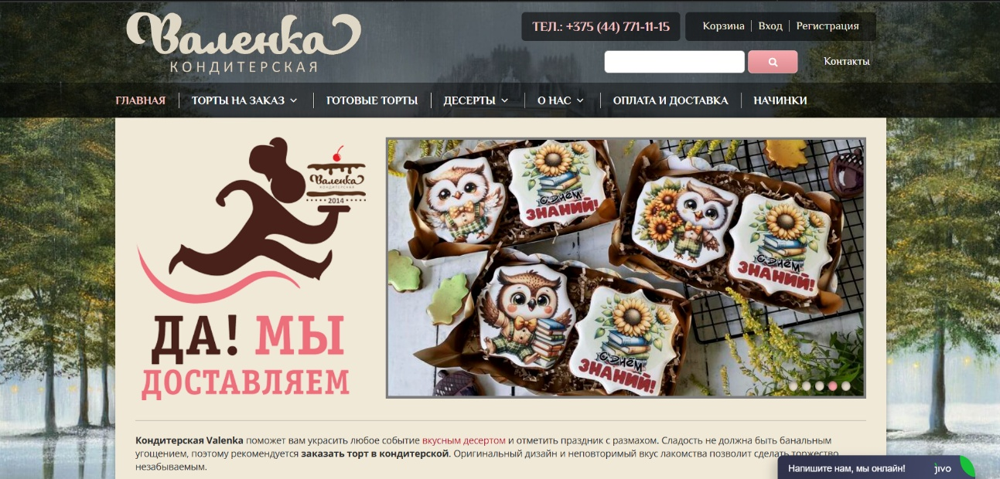 Валенка
КОНДИТЕРСКАЯ
ТЕЛ.: +375 (44) 771-11-15
Корзина Вход Регистрация
Контакты
ГЛАВНАЯ ТОРТЫ НА ЗАКАЗ ГОТОВЫЕ ТОРТЫ ДЕСЕРТЫ О НАС ОПЛАТА И ДОСТАВКА НАЧИНКИ
Валенка
КОНДИТЕРСКАЯ
2014
ДА! МЫ
ДОСТАВЛЯЕМ
С ДНЁМ
ЗНАНИЙ!
С ДНЁМ
ЗНАНИЙ!
С ДНЁМ
ЗНАНИЙ!
Кондитерская Valenka поможет вам украсить любое событие вкусным десертом и отметить праздник с размахом. Сладость не должна быть банальным
угощением, поэтому рекомендуется заказать торт в кондитерской. Оригинальный дизайн и неповторимый вкус лакомства позволит сделать торжество
незабываемым.
Напишите нам, мы онлайн! jivo